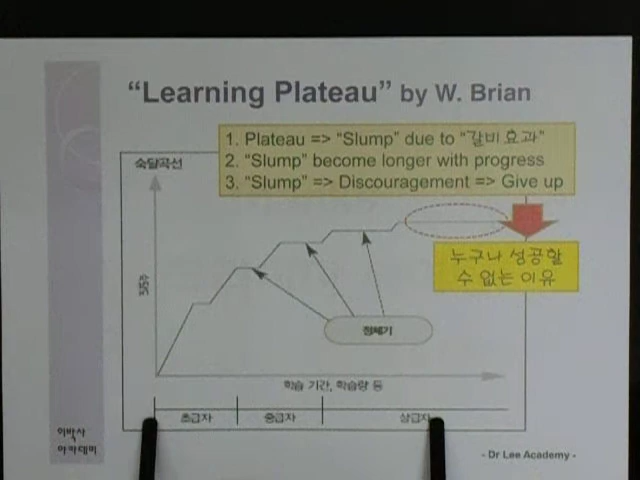 “Learning Plateau” by W. Brian
1. Plateau => “Slump” due to “갈비효과”
2. “Slump” become longer with progress
3. “Slump” => Discouragement => Give up
숙달곡선
누구나 성공할
수 없는 이유
정체기
학습 기간, 학습량 등
초급자 중급자 상급자
이박사
아카데미
- Dr Lee Academy -